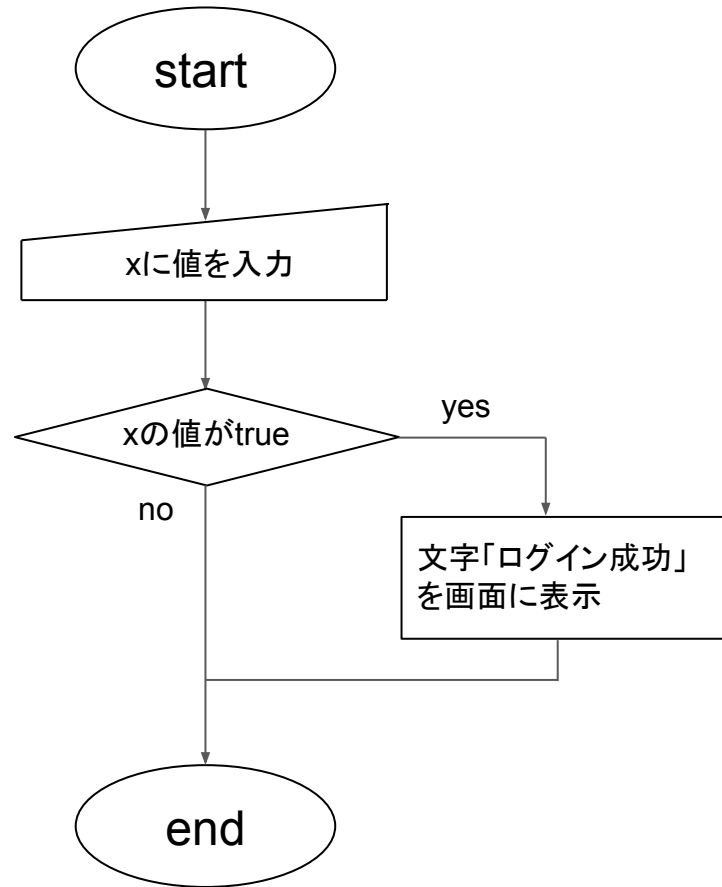 start
xに値を入力
xの値がtrue
yes
no
文字「ログイン成功」
を画面に表示
end